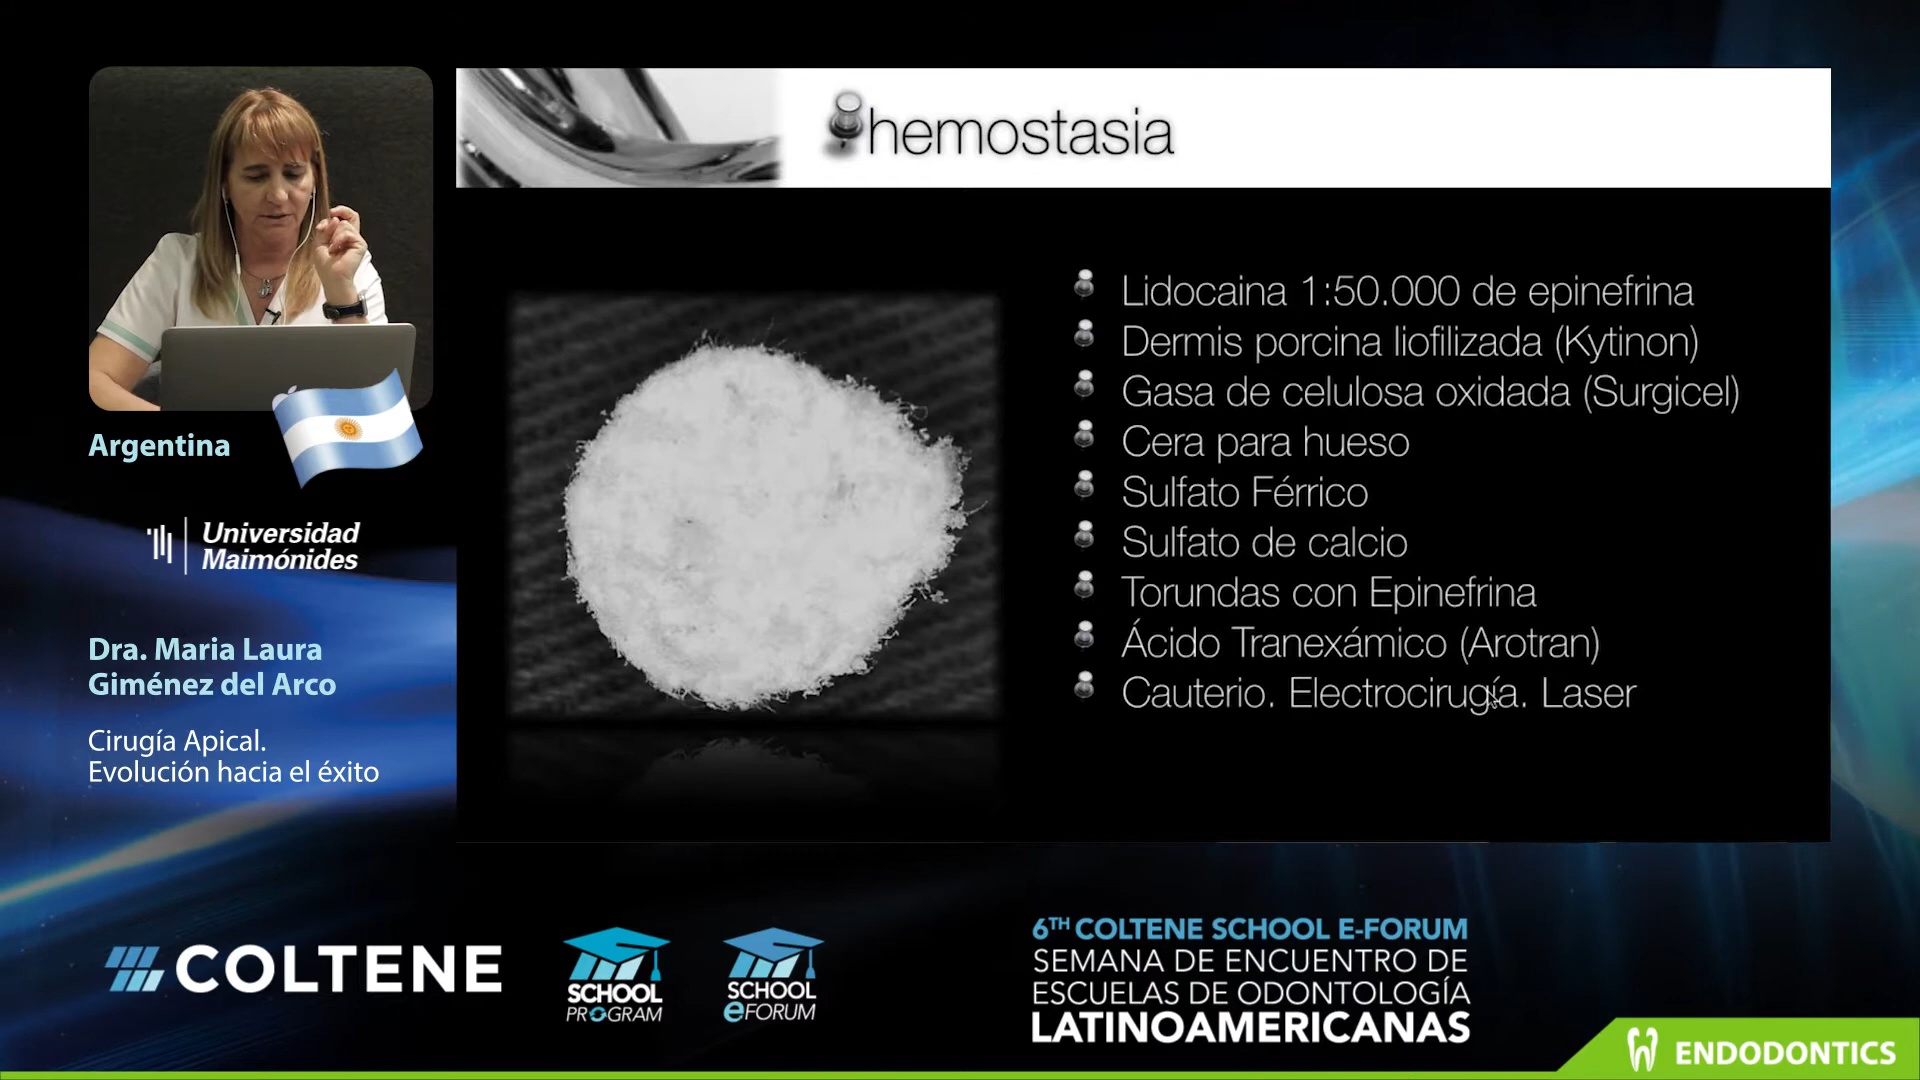 hemostasia
Lidocaina 1:50.000 de epinefrina
Dermis porcina liofilizada (Kytinon)
Gasa de celulosa oxidada (Surgicel)
Cera para hueso
Sulfato Férrico
Sulfato de calcio
Torundas con Epinefrina
Ácido Tranexámico (Arotran)
Cauterio. Electrocirugía. Laser
Argentina
Universidad
Maimónides
Dra. Maria Laura
Giménez del Arco
Cirugía Apical.
Evolución hacia el éxito
COLTENE
SCHOOL
PROGRAM
SCHOOL
eFORUM
6TH COLTENE SCHOOL E-FORUM
SEMANA DE ENCUENTRO DE
ESCUELAS DE ODONTOLOGÍA
LATINOAMERICANAS
ENDODONTICS